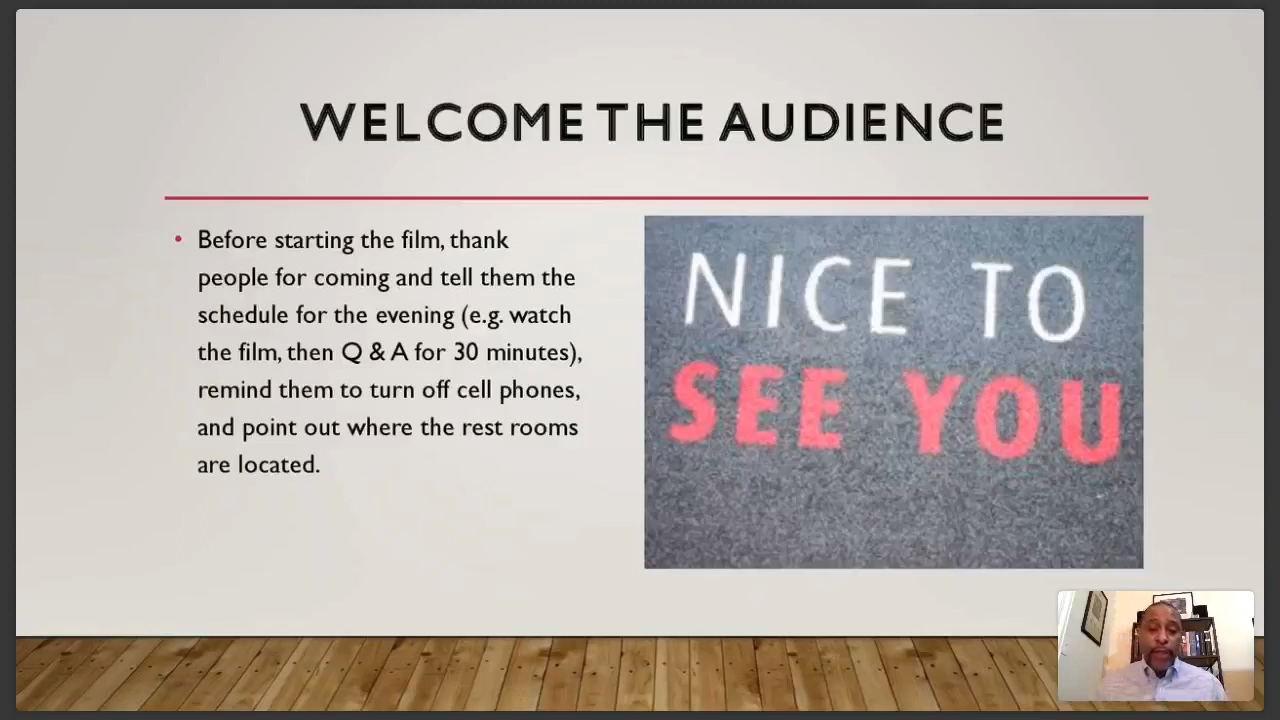 WELCOME THE AUDIENCE
• Before starting the film, thank
people for coming and tell them the
schedule for the evening (e.g. watch
the film, then Q & A for 30 minutes),
remind them to turn off cell phones,
and point out where the rest rooms
are located.
NICE TO
SEE YOU